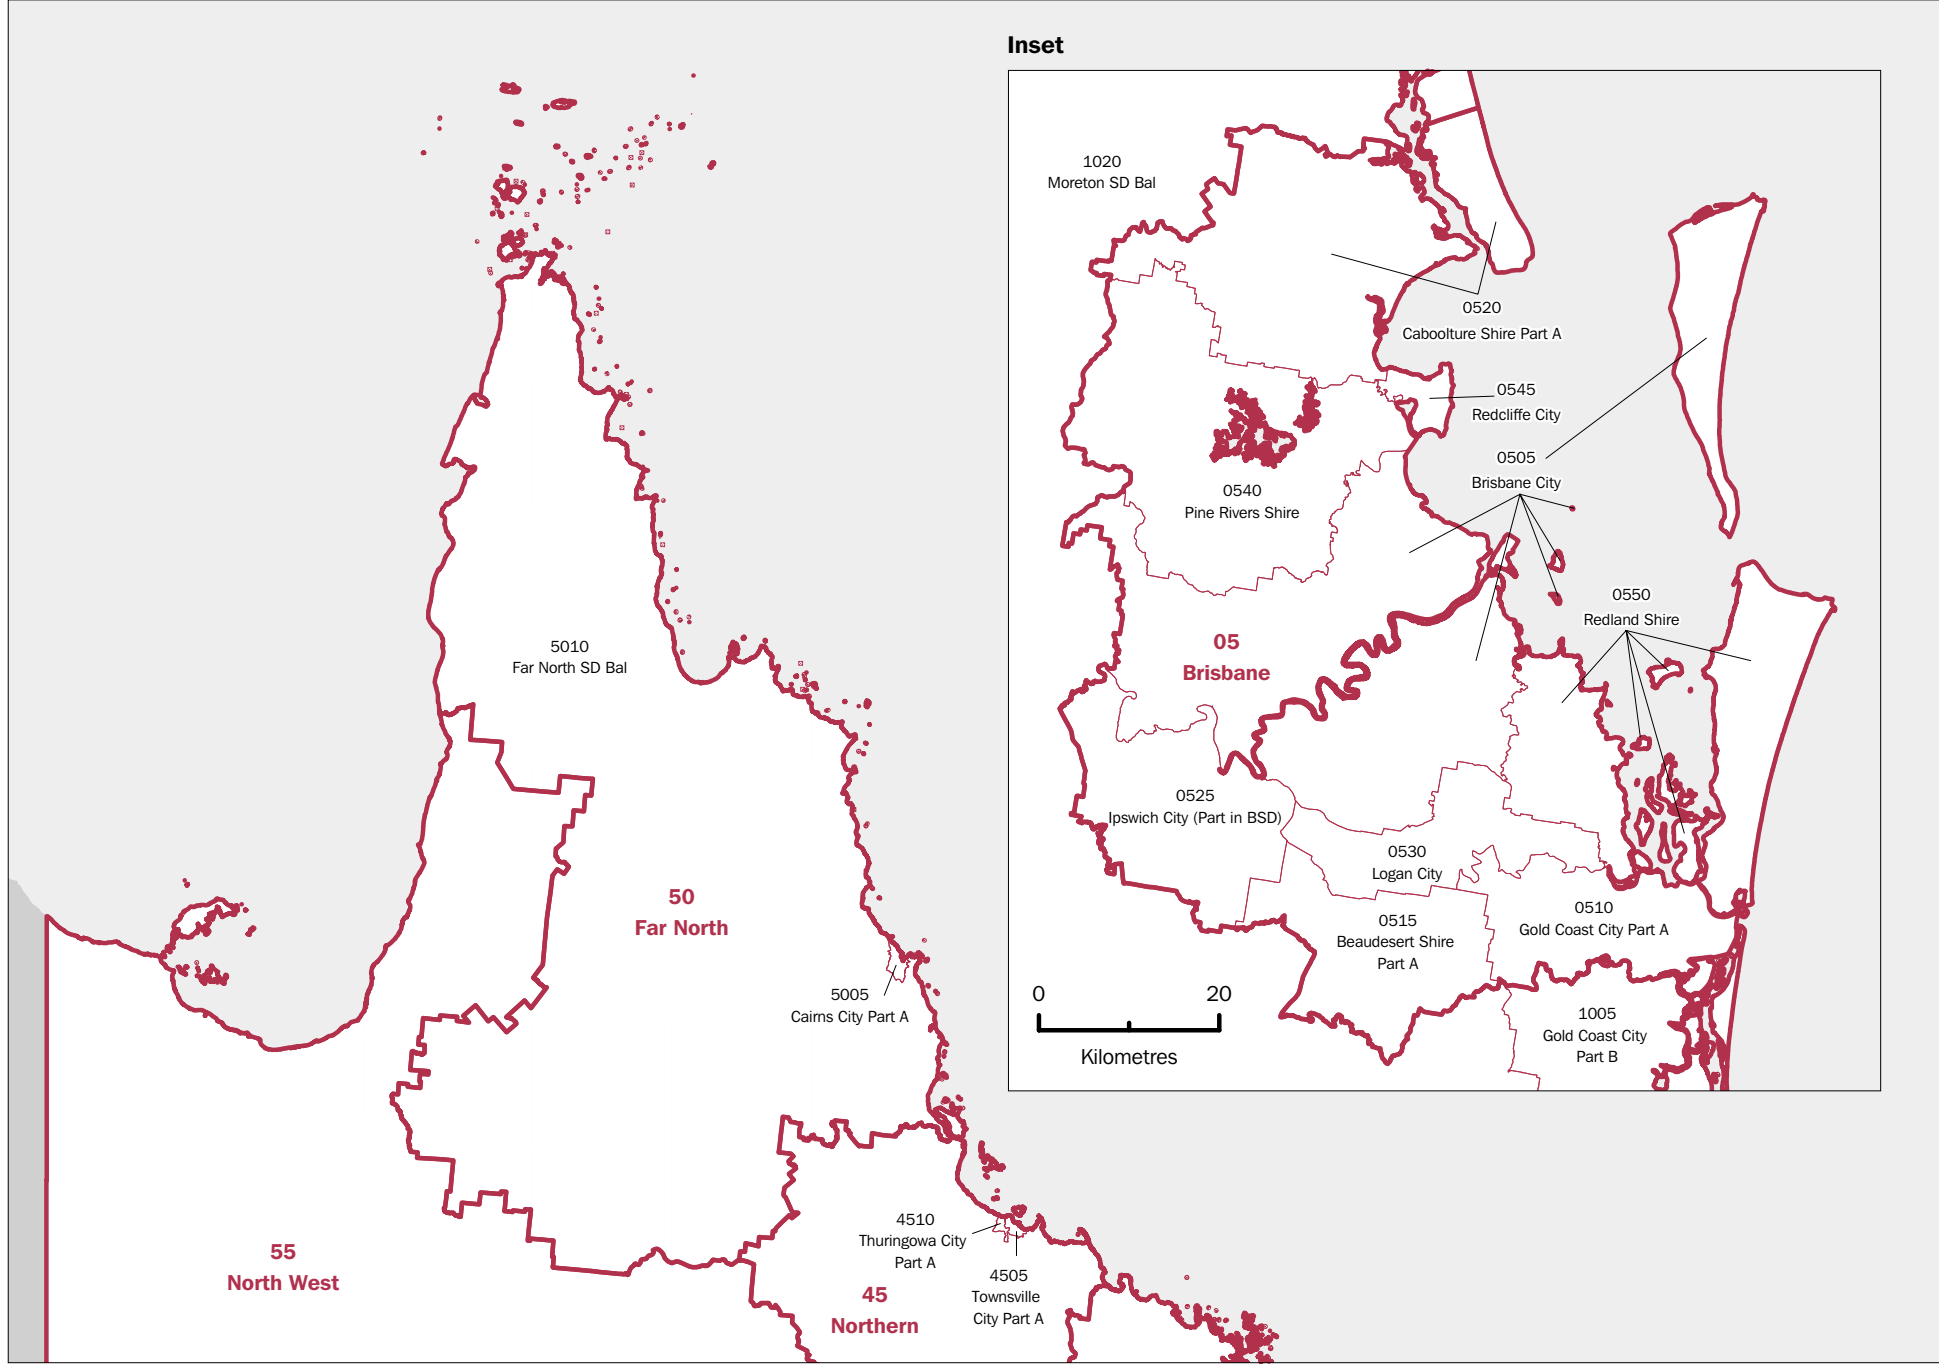 Inset
1020
Moreton SD Bal
0520
Caboolture Shire Part A
0545
Redcliffe City
0505
Brisbane City
0540
Pine Rivers Shire
0550
Redland Shire
05
Brisbane
0525
Ipswich City (Part in BSD)
0530
Logan City
0515
Beaudesert Shire
Part A
0510
Gold Coast City Part A
1005
Gold Coast City
Part B
0 20
Kilometres
5010
Far North SD Bal
50
Far North
5005
Cairns City Part A
4510
Thuringowa City
Part A
4505
Townsville
City Part A
55
North West
45
Northern